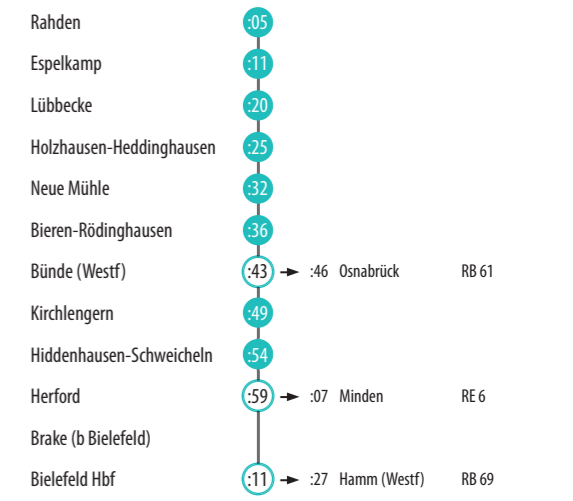 Rahden :05
Espelkamp :11
Lübbecke :20
Holzhausen-Heddinghausen :25
Neue Mühle :32
Bieren-Rödinghausen :36
Bünde (Westf) :43 :46 Osnabrück RB 61
Kirchlengern :49
Hiddenhausen-Schweicheln :54
Herford :59 :07 Minden RE 6
Brake (b Bielefeld)
Bielefeld Hbf :11 :27 Hamm (Westf) RB 69